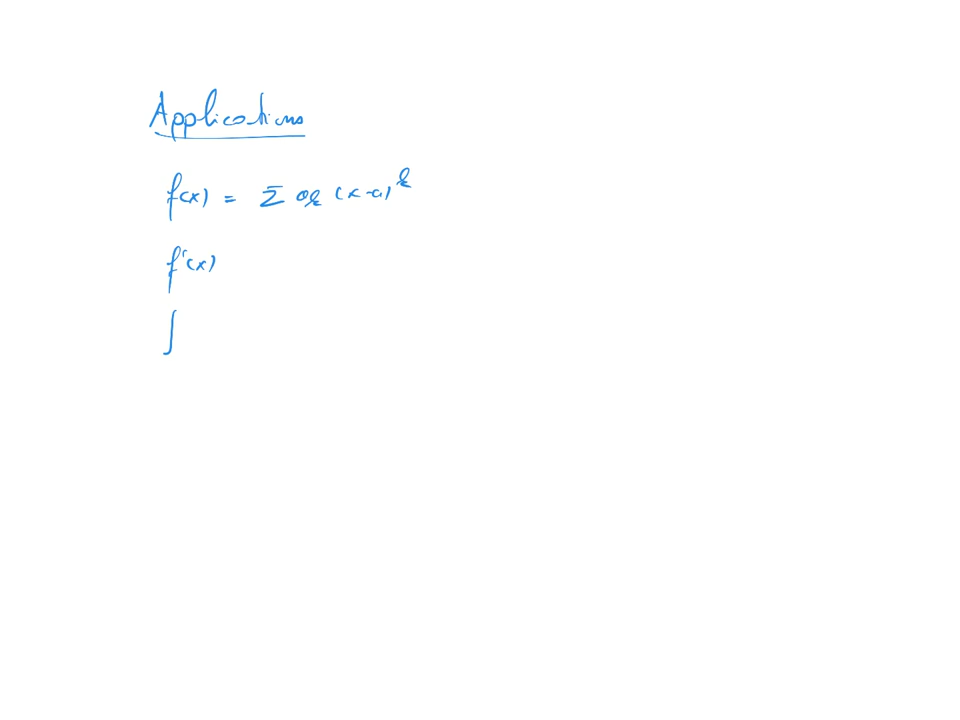 Applications
f(x) = Σ a_k (x-a)^k
f'(x)
∫